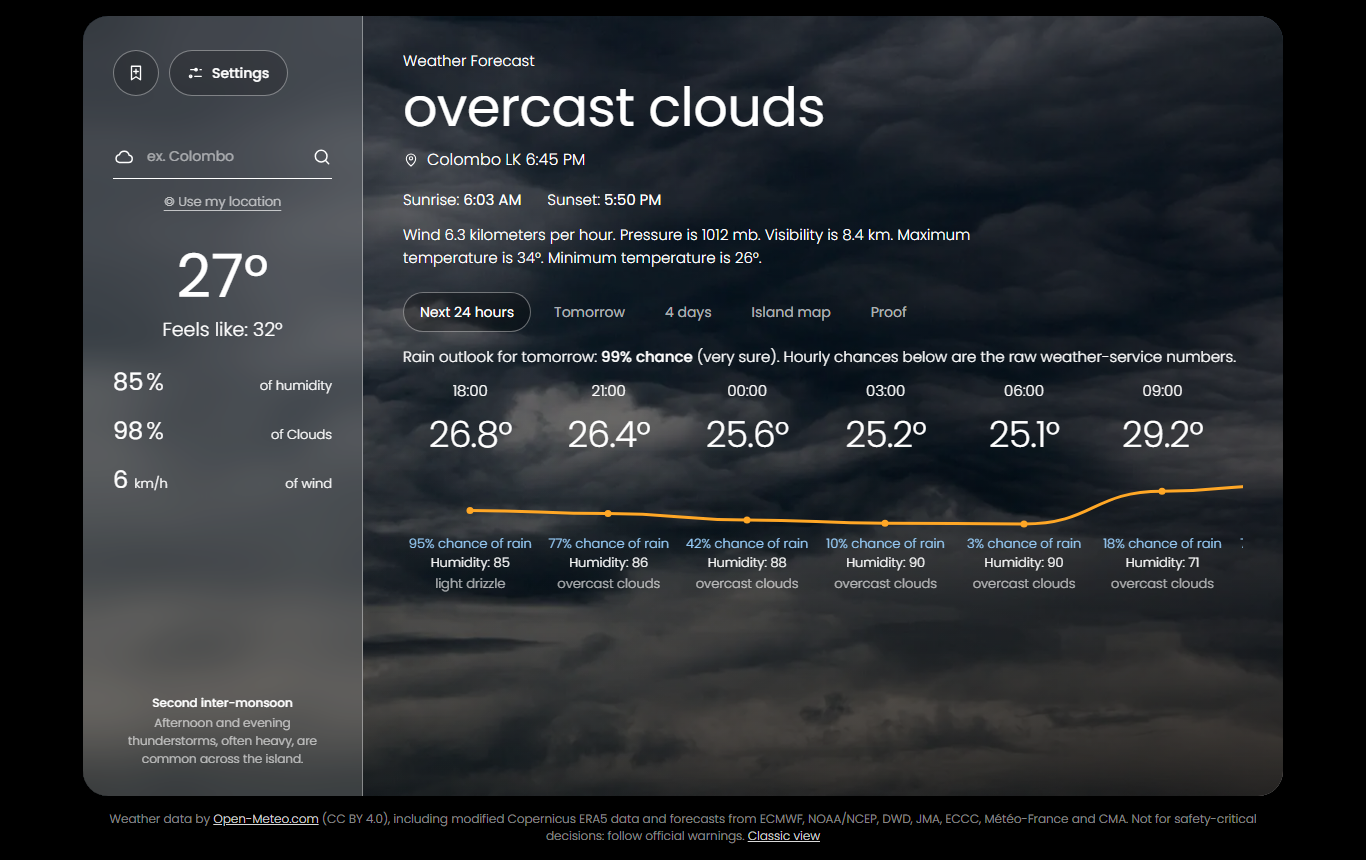 Settings
ex. Colombo
Use my location
27°
Feels like: 32°
85 % of humidity
98 % of Clouds
6 km/h of wind
Second inter-monsoon
Afternoon and evening
thunderstorms, often heavy, are
common across the island.
Weather Forecast
overcast clouds
Colombo LK 6:45 PM
Sunrise: 6:03 AM Sunset: 5:50 PM
Wind 6.3 kilometers per hour. Pressure is 1012 mb. Visibility is 8.4 km. Maximum
temperature is 34°. Minimum temperature is 26°.
Next 24 hours Tomorrow 4 days Island map Proof
Rain outlook for tomorrow: 99% chance (very sure). Hourly chances below are the raw weather-service numbers.
18:00 21:00 00:00 03:00 06:00 09:00
26.8° 26.4° 25.6° 25.2° 25.1° 29.2°
95% chance of rain 77% chance of rain 42% chance of rain 10% chance of rain 3% chance of rain 18% chance of rain
Humidity: 85 Humidity: 86 Humidity: 88 Humidity: 90 Humidity: 90 Humidity: 71
light drizzle overcast clouds overcast clouds overcast clouds overcast clouds overcast clouds
Weather data by Open-Meteo.com (CC BY 4.0), including modified Copernicus ERA5 data and forecasts from ECMWF, NOAA/NCEP, DWD, JMA, ECCC, Météo-France and CMA. Not for safety-critical
decisions: follow official warnings. Classic view